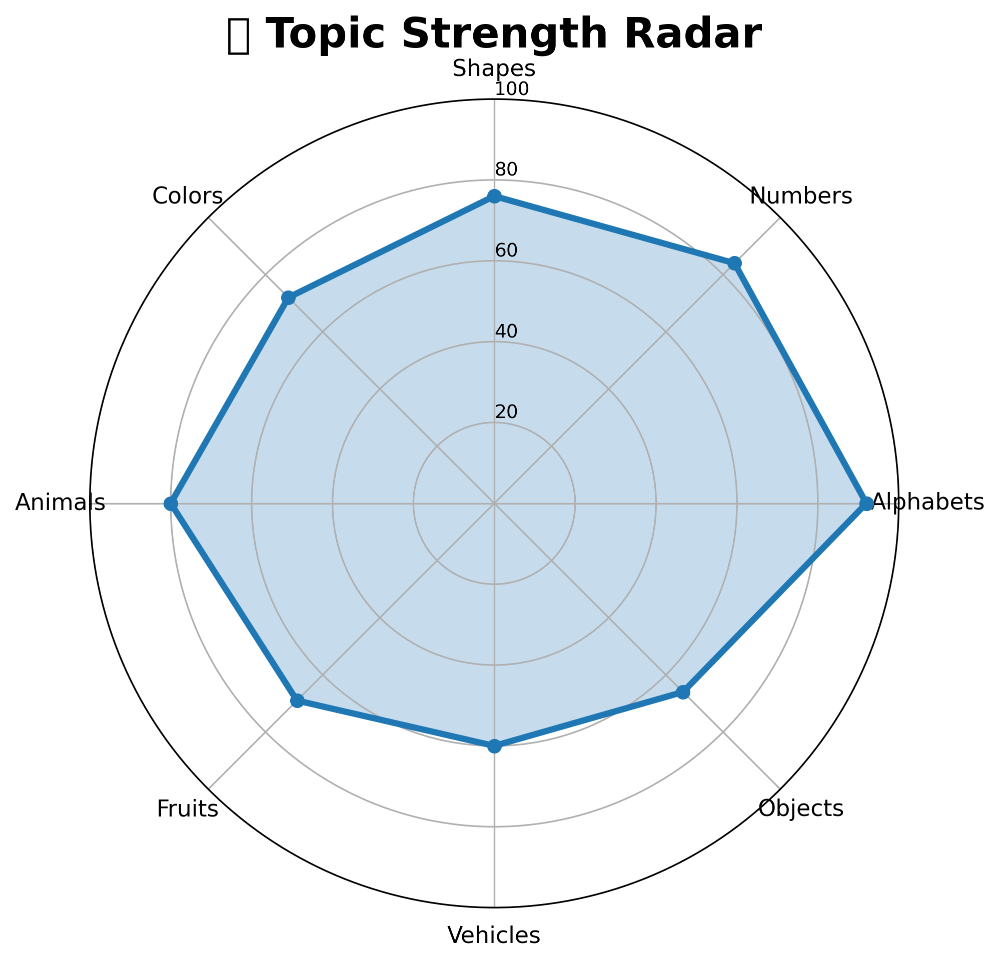 Topic Strength Radar
Shapes
100
80
Colors
Numbers
60
40
20
Animals
Alphabets
Fruits
Objects
Vehicles